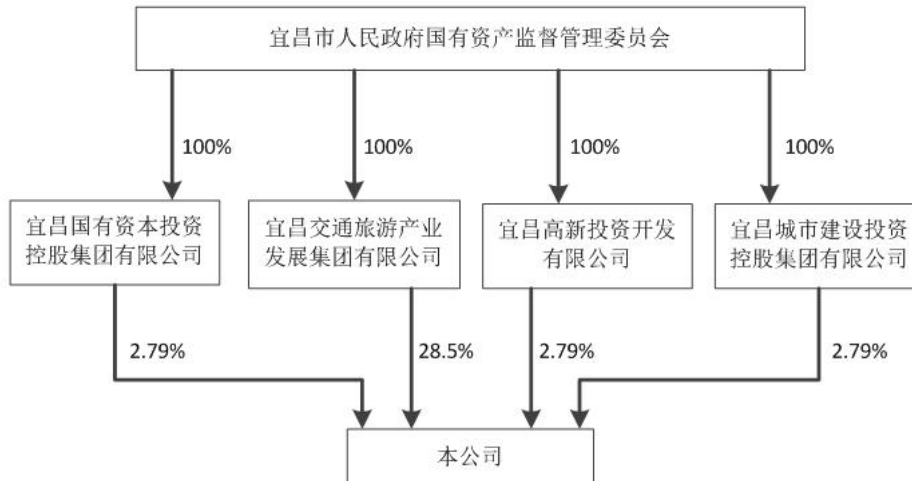 宜昌市人民政府国有资产监督管理委员会
100%
100%
100%
100%
宜昌国有资本投资
控股集团有限公司
宜昌交通旅游产业
发展集团有限公司
宜昌高新投资开发
有限公司
宜昌城市建设投资
控股集团有限公司
2.79%
28.5%
2.79%
2.79%
本公司